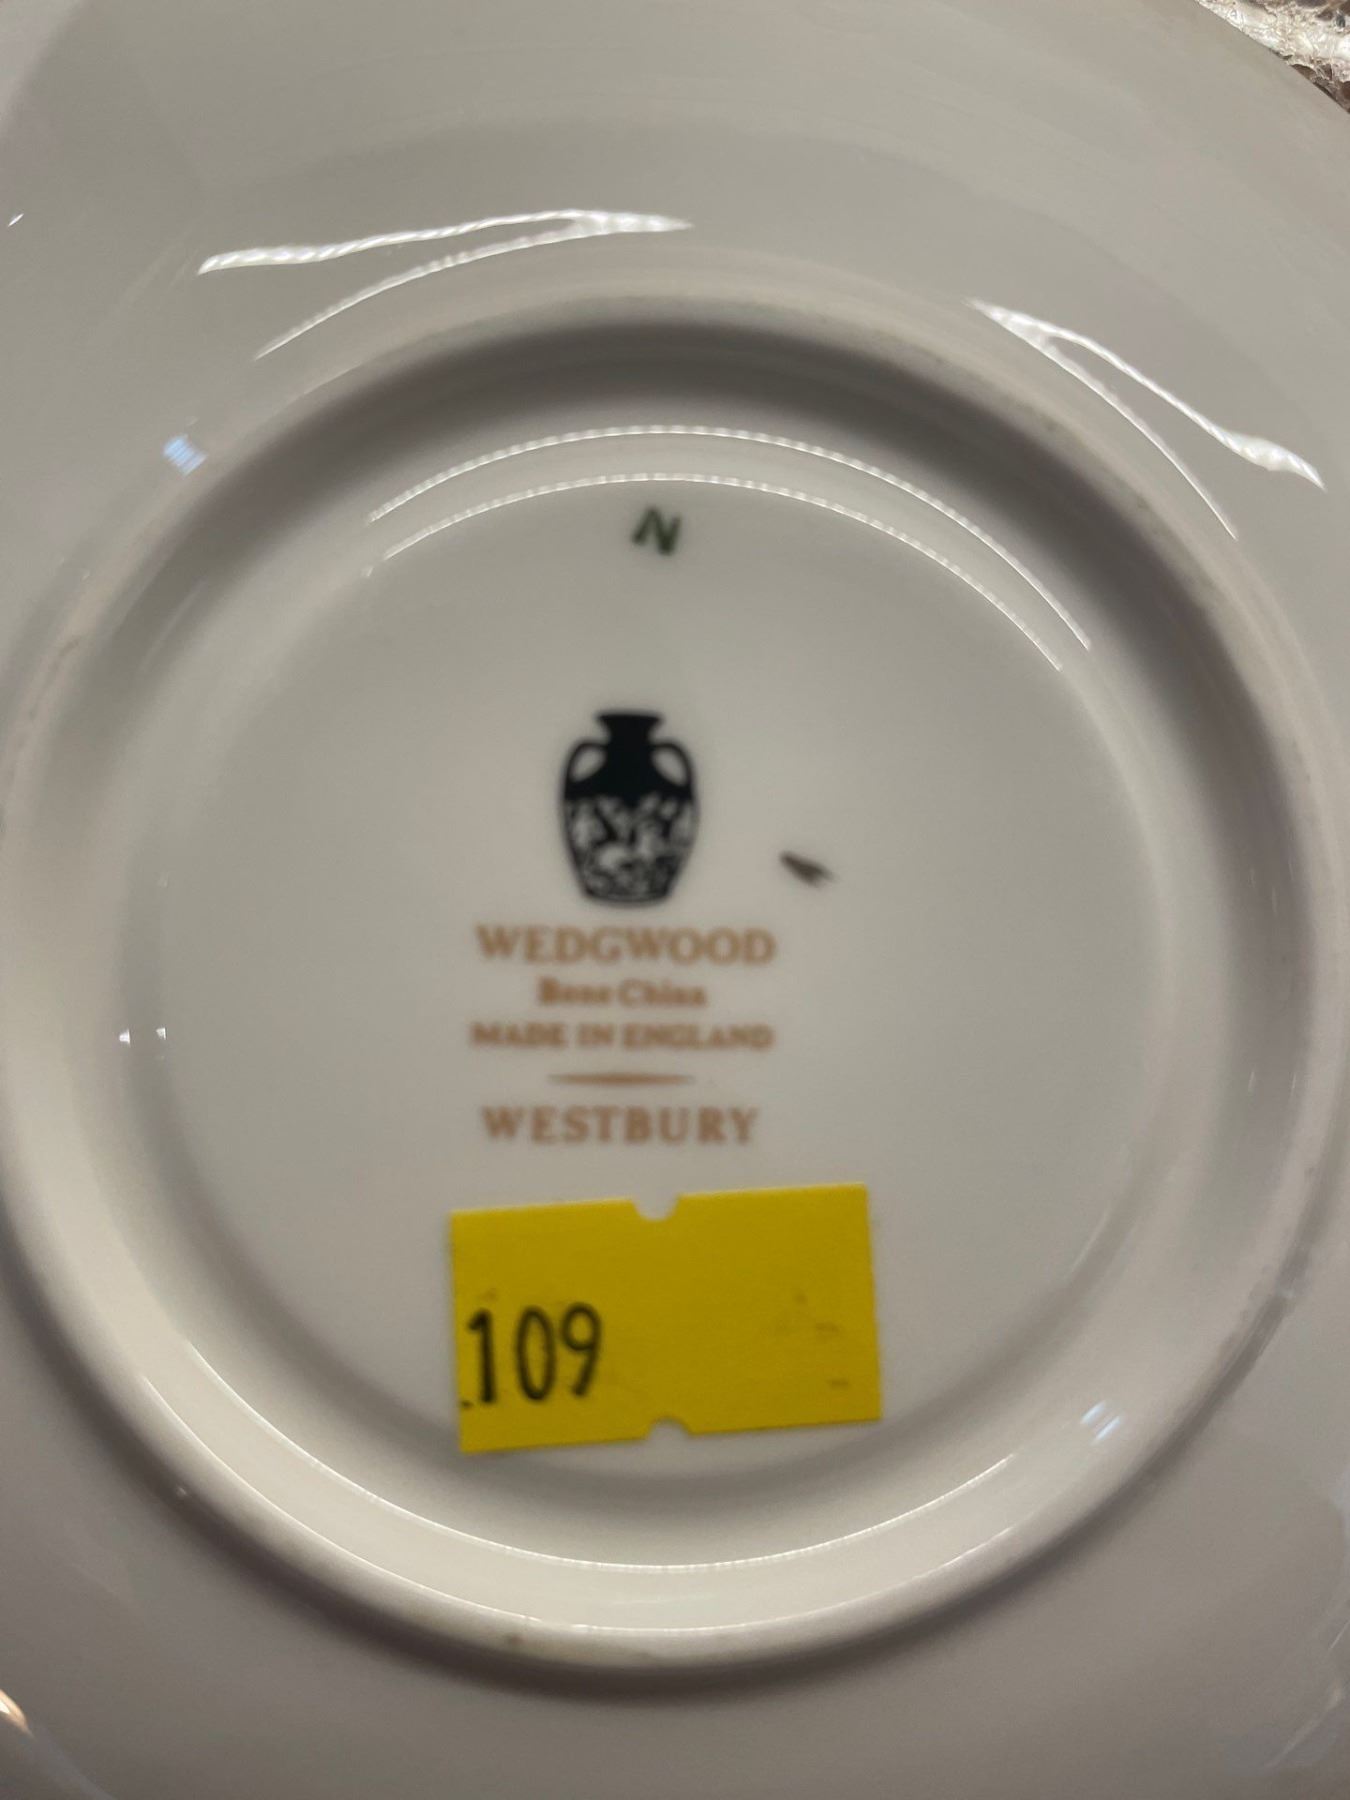 N
WEDGWOOD
Bone China
MADE IN ENGLAND
WESTBURY
109